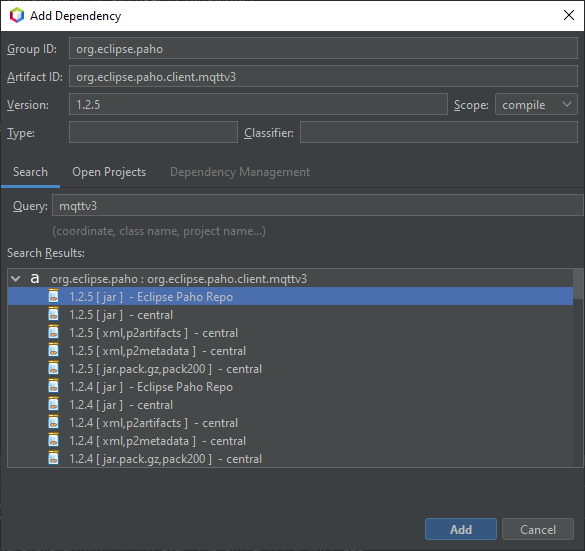 Add Dependency
Group ID: org.eclipse.paho
Artifact ID: org.eclipse.paho.client.mqttv3
Version: 1.2.5 Scope: compile
Type: Classifier:
Search Open Projects Dependency Management
Query: mqttv3
(coordinate, class name, project name...)
Search Results:
a org.eclipse.paho : org.eclipse.paho.client.mqttv3
1.2.5 [ jar ] - Eclipse Paho Repo
1.2.5 [ jar ] - central
1.2.5 [ xml,p2artifacts ] - central
1.2.5 [ xml,p2metadata ] - central
1.2.5 [ jar.pack.gz,pack200 ] - central
1.2.4 [ jar ] - Eclipse Paho Repo
1.2.4 [ jar ] - central
1.2.4 [ xml,p2artifacts ] - central
1.2.4 [ xml,p2metadata ] - central
1.2.4 [ jar.pack.gz,pack200 ] - central
Add Cancel